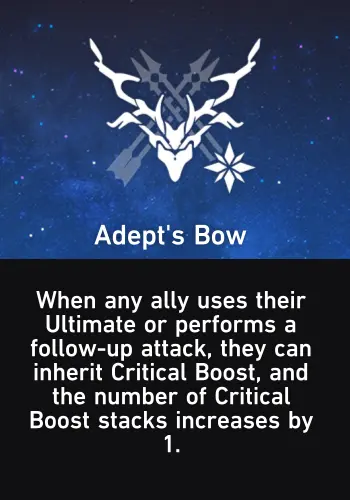 Adept's Bow
When any ally uses their
Ultimate or performs a
follow-up attack, they can
inherit Critical Boost, and
the number of Critical
Boost stacks increases by
1.